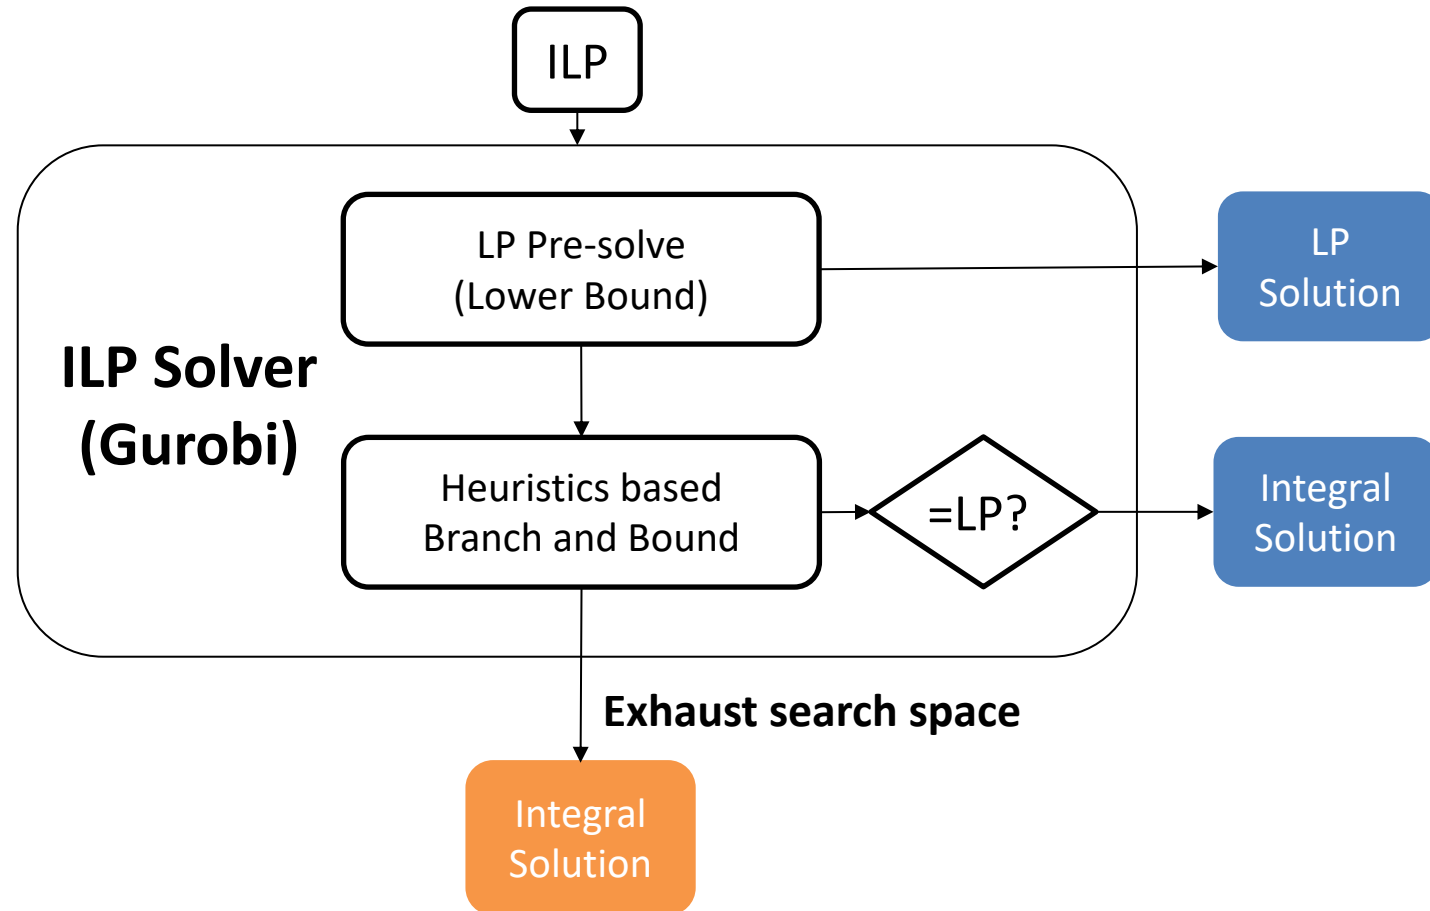 ILP
LP Pre-solve
(Lower Bound)
LP
Solution
ILP Solver
(Gurobi)
Heuristics based
Branch and Bound
=LP?
Integral
Solution
Exhaust search space
Integral
Solution